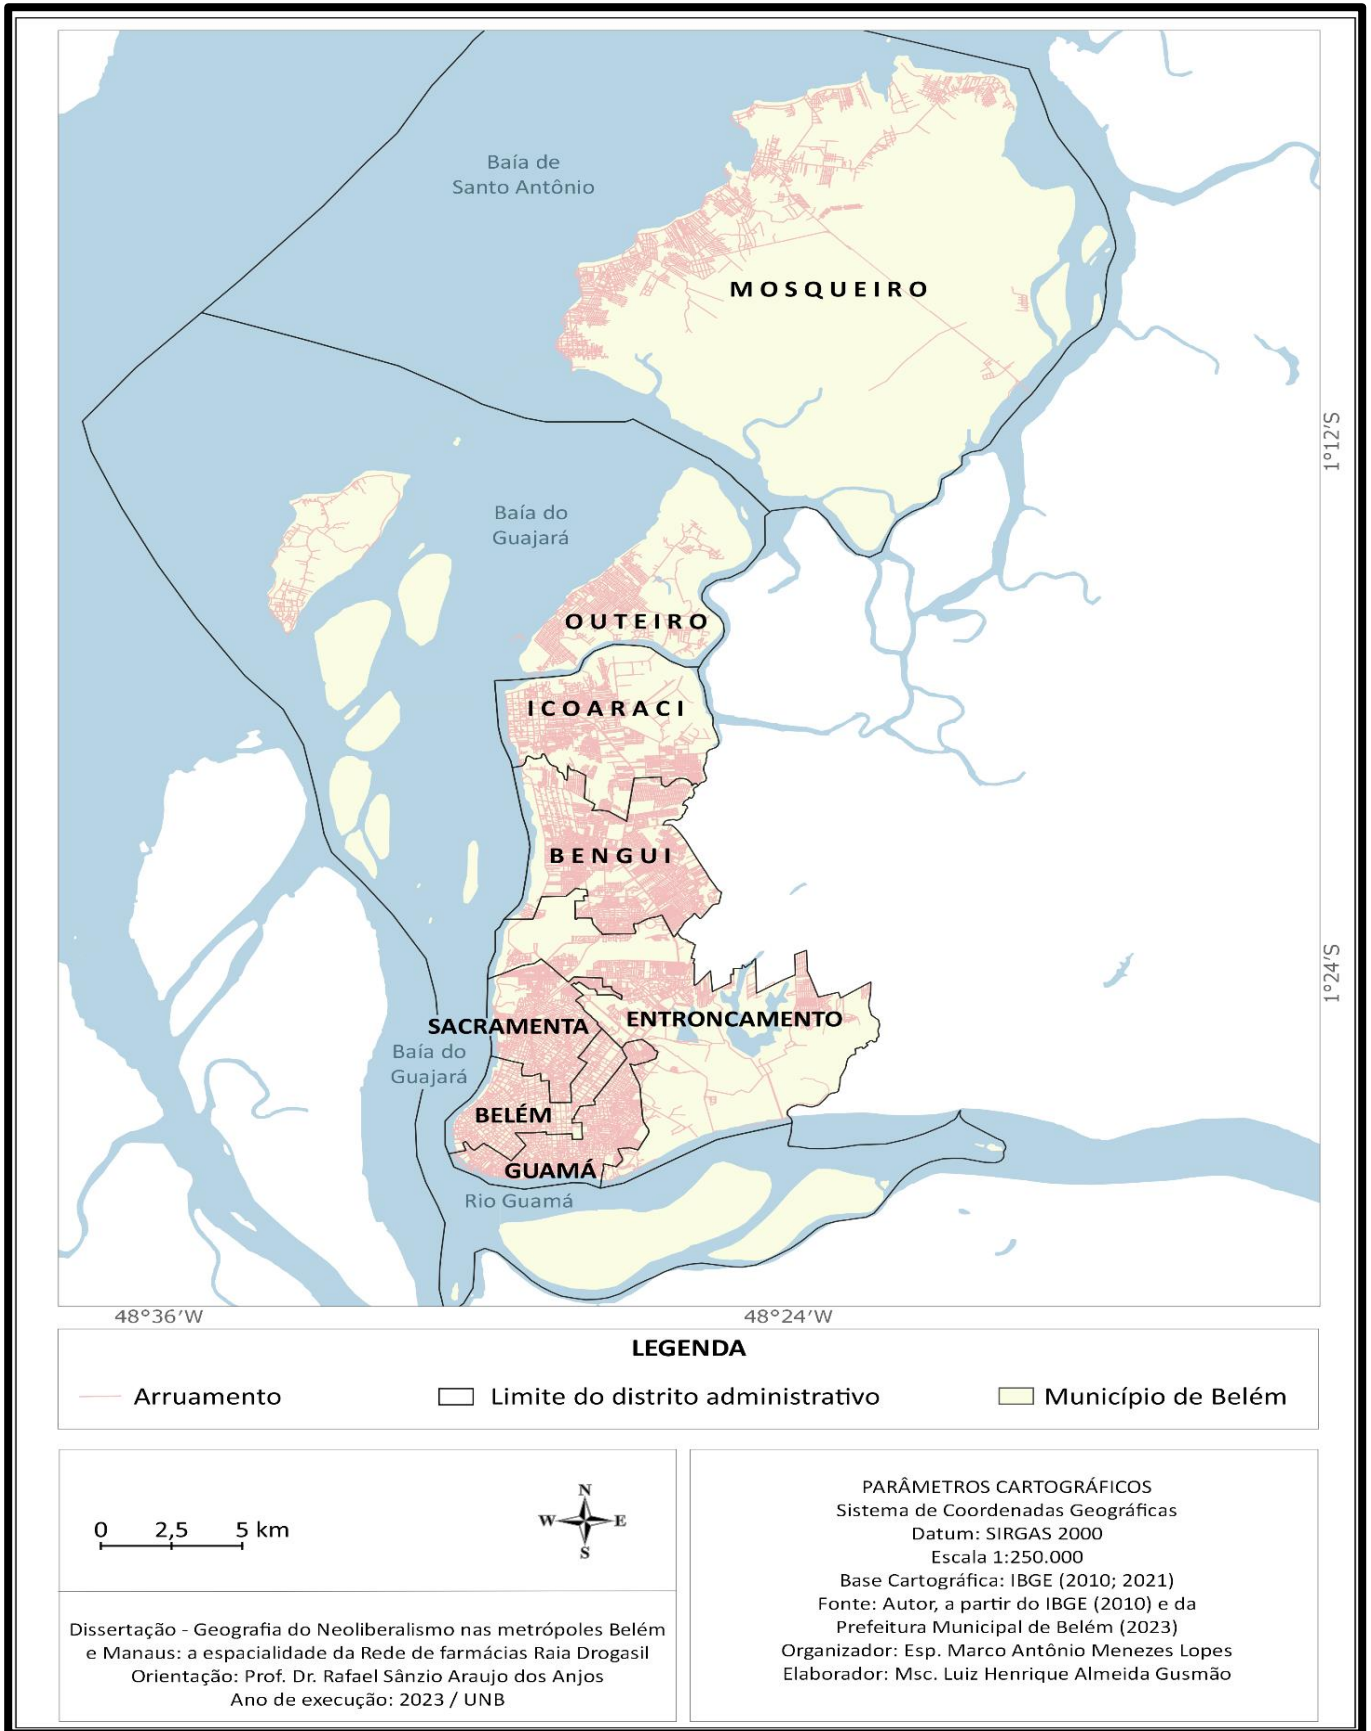 Baía de
Santo Antônio
MOSQUEIRO
1°12'S
Baía do
Guajará
OUTEIRO
ICOARACI
BENGUI
1°24'S
SACRAMENTA
ENTRONCAMENTO
Baía do
Guajará
BELÉM
GUAMÁ
Rio Guamá
48°36'W
48°24'W
LEGENDA
Arruamento
Limite do distrito administrativo
Município de Belém
0 2,5 5 km
N
W
E
S
Dissertação - Geografia do Neoliberalismo nas metrópoles Belém
e Manaus: a espacialidade da Rede de farmácias Raia Drogasil
Orientação: Prof. Dr. Rafael Sânzio Araujo dos Anjos
Ano de execução: 2023 / UNB
PARÂMETROS CARTOGRÁFICOS
Sistema de Coordenadas Geográficas
Datum: SIRGAS 2000
Escala 1:250.000
Base Cartográfica: IBGE (2010; 2021)
Fonte: Autor, a partir do IBGE (2010) e da
Prefeitura Municipal de Belém (2023)
Organizador: Esp. Marco Antônio Menezes Lopes
Elaborador: Msc. Luiz Henrique Almeida Gusmão